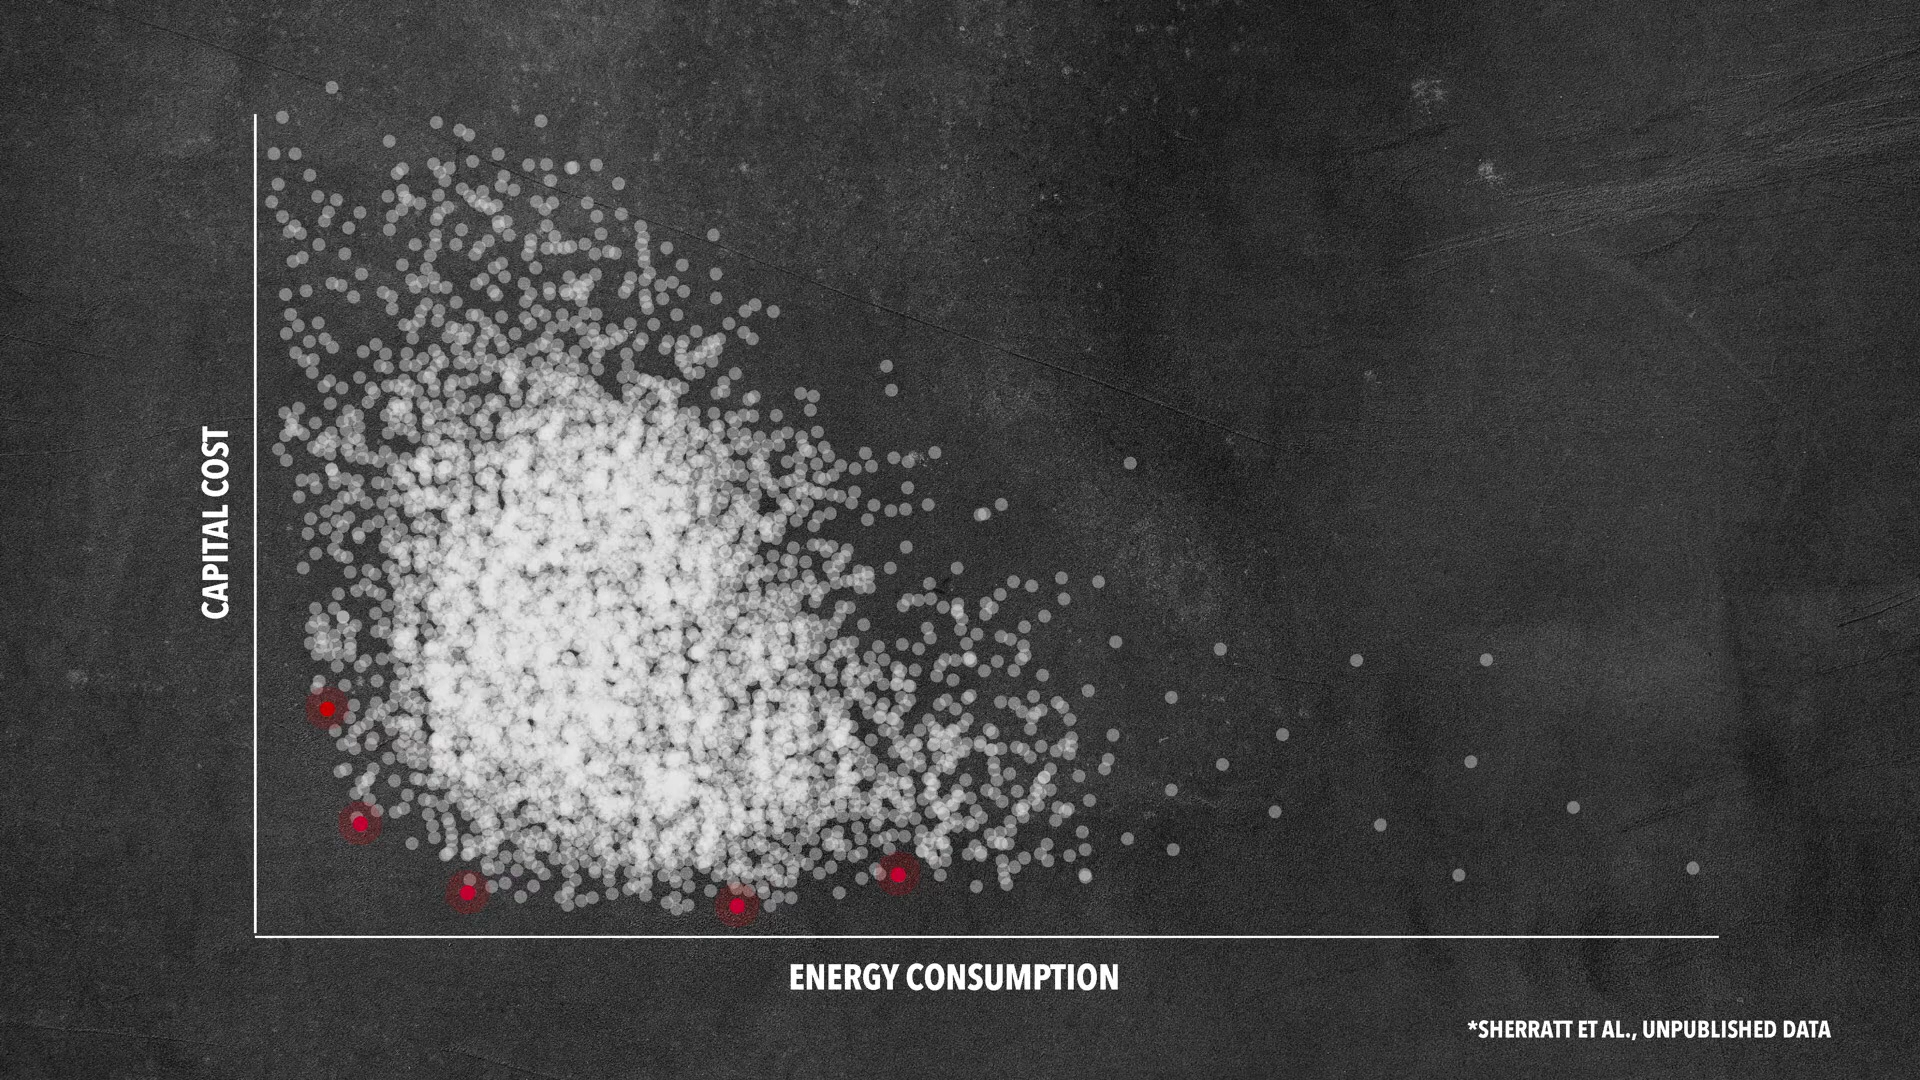 CAPITAL COST
ENERGY CONSUMPTION
*SHERRATT ET AL., UNPUBLISHED DATA